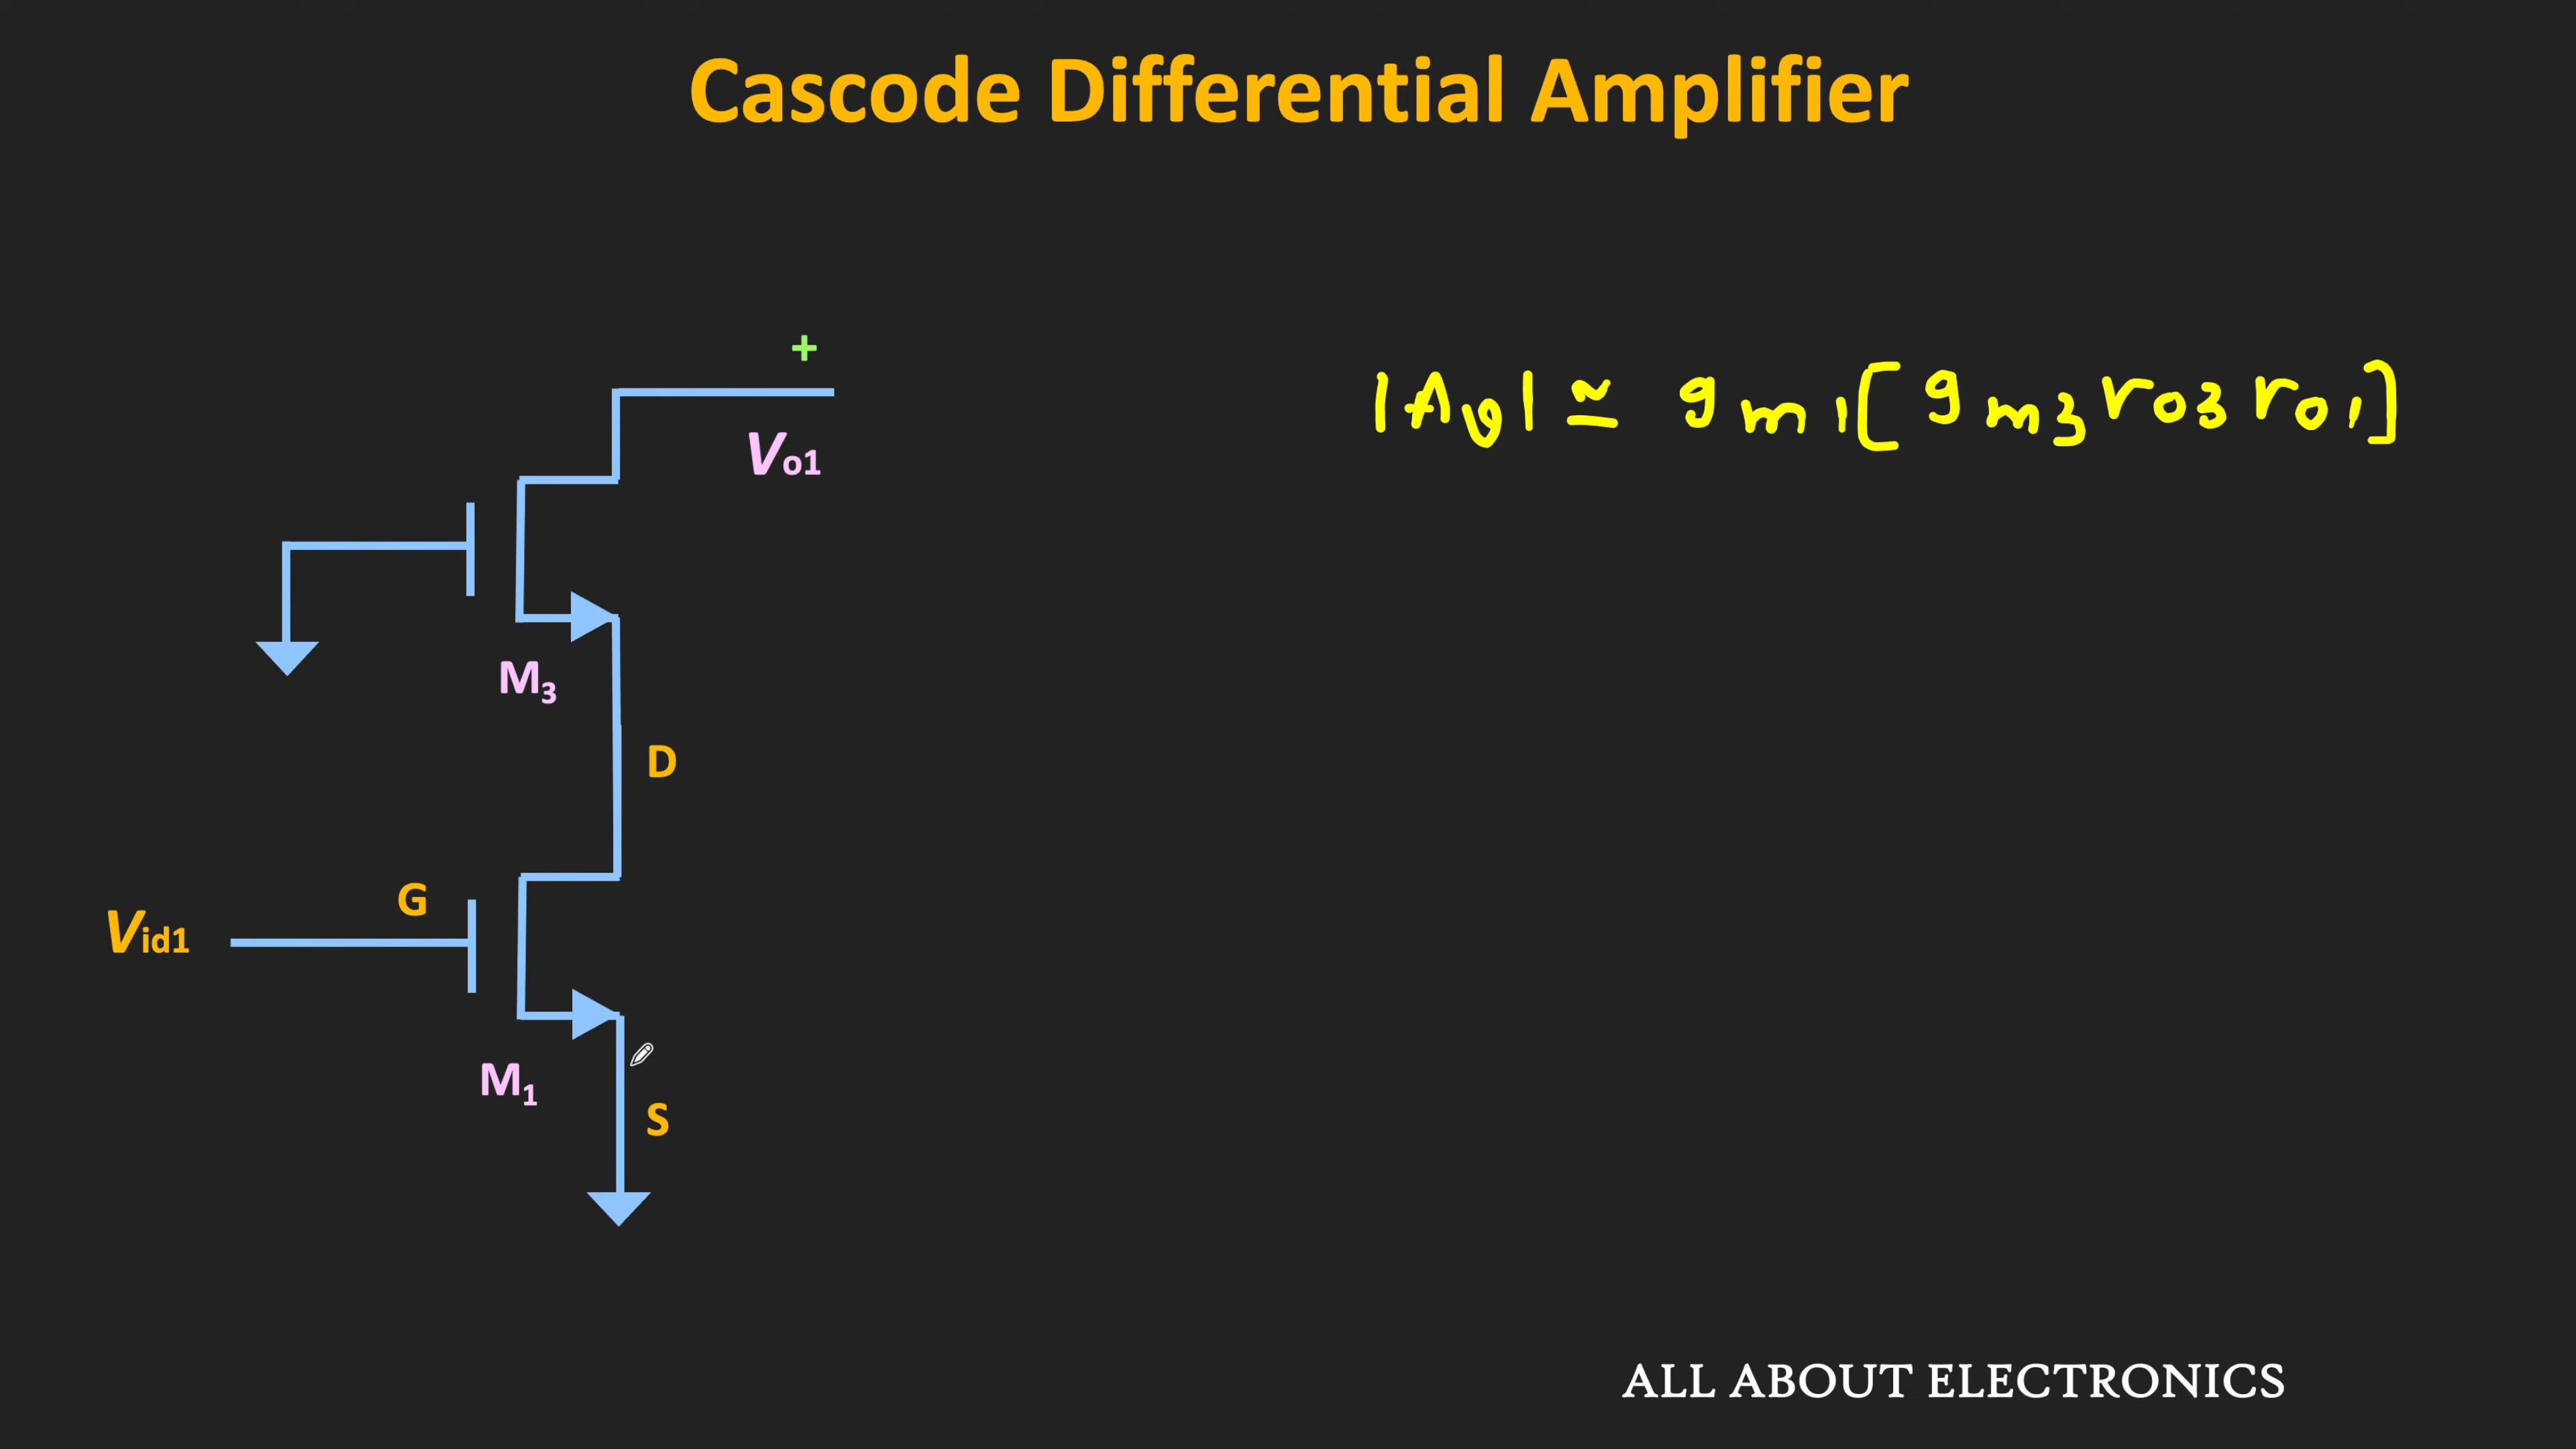 Cascode Differential Amplifier
+
|Av| ≃ gm1[gm3ro3ro1]
Vo1
M3
D
G
Vid1
M1
S
ALL ABOUT ELECTRONICS